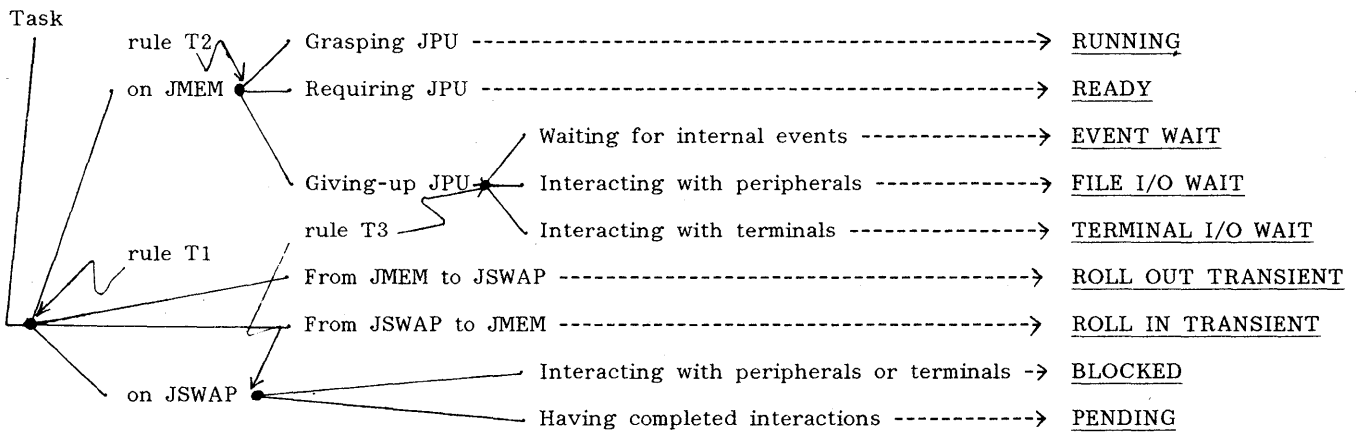 Task
rule T2
Grasping JPU --------> RUNNING
on JMEM
Requiring JPU --------> READY
Waiting for internal events --------> EVENT WAIT
Giving-up JPU
Interacting with peripherals --------> FILE I/O WAIT
rule T3
Interacting with terminals --------> TERMINAL I/O WAIT
rule T1
From JMEM to JSWAP --------> ROLL OUT TRANSIENT
From JSWAP to JMEM --------> ROLL IN TRANSIENT
Interacting with peripherals or terminals -> BLOCKED
on JSWAP
Having completed interactions --------> PENDING